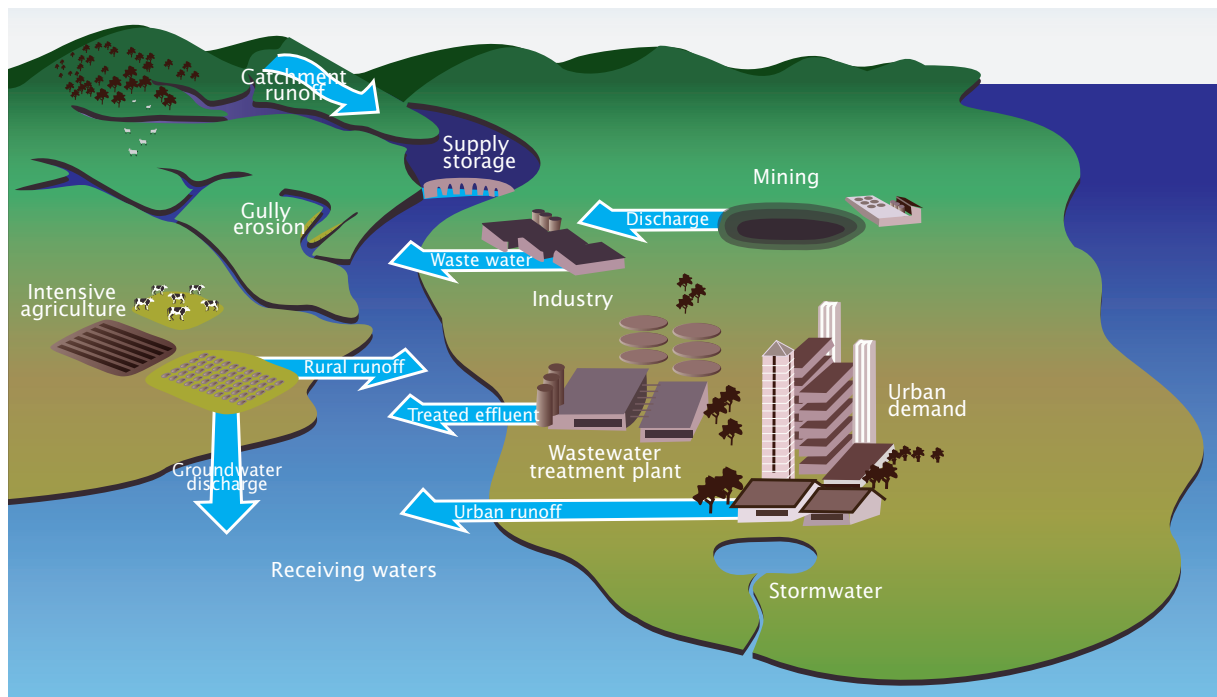 Catchment
runoff
Supply
storage
Mining
Gully
erosion
Discharge
Waste water
Intensive
agriculture
Industry
Rural runoff
Urban
demand
Treated effluent
Wastewater
treatment plant
Groundwater
discharge
Urban runoff
Receiving waters
Stormwater